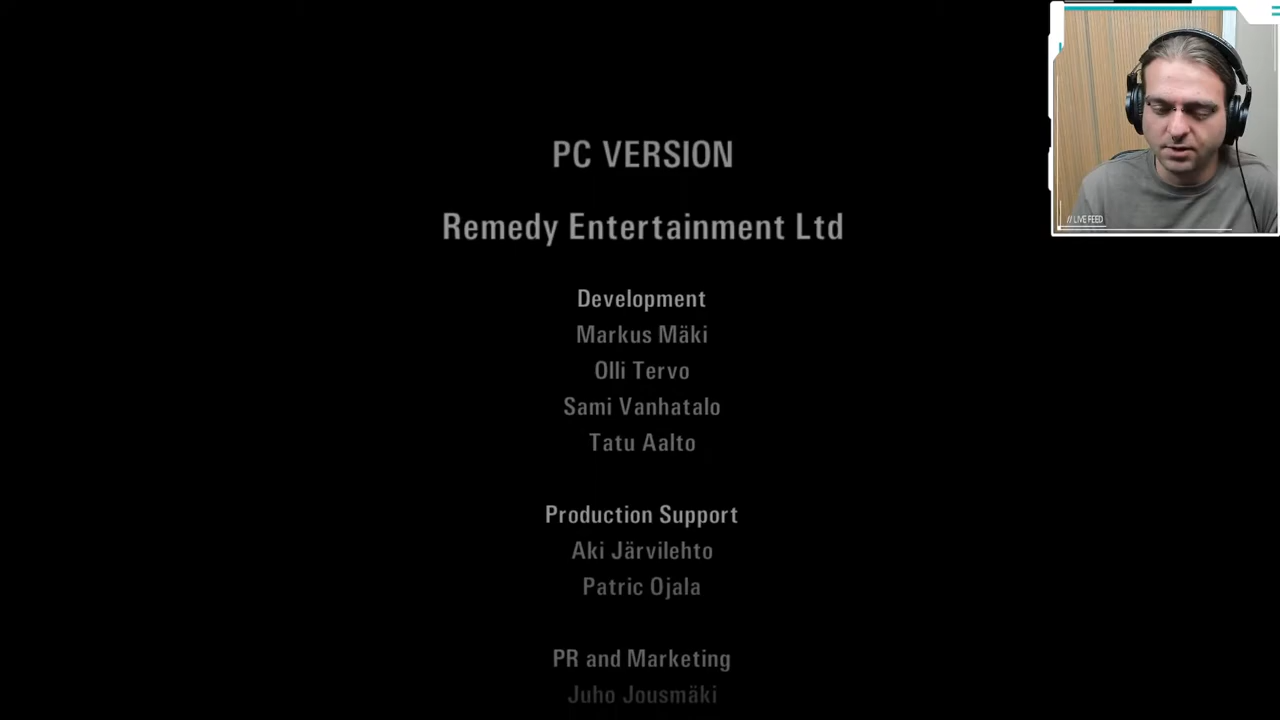 PC VERSION
Remedy Entertainment Ltd
Development
Markus Mäki
Olli Tervo
Sami Vanhatalo
Tatu Aalto
Production Support
Aki Järvilehto
Patric Ojala
PR and Marketing
Juho Jousmäki
// LIVE FEED